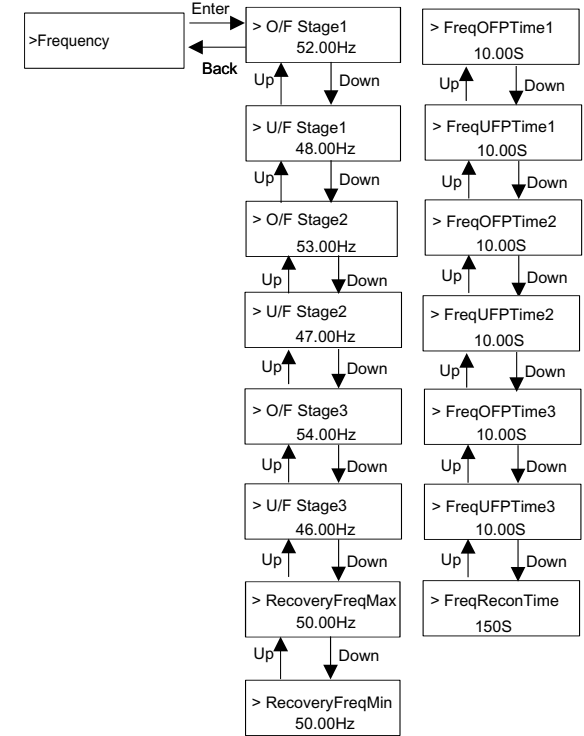 >Frequency
Enter
Back
> O/F Stage1
52.00Hz
Up
Down
> U/F Stage1
48.00Hz
Up
Down
> O/F Stage2
53.00Hz
Up
Down
> U/F Stage2
47.00Hz
Up
Down
> O/F Stage3
54.00Hz
Up
Down
> U/F Stage3
46.00Hz
Up
Down
> RecoveryFreqMax
50.00Hz
Up
Down
> RecoveryFreqMin
50.00Hz
> FreqOFPTime1
10.00S
Up
Down
> FreqUFPTime1
10.00S
Up
Down
> FreqOFPTime2
10.00S
Up
Down
> FreqUFPTime2
10.00S
Up
Down
> FreqOFPTime3
10.00S
Up
Down
> FreqUFPTime3
10.00S
Up
Down
> FreqReconTime
150S